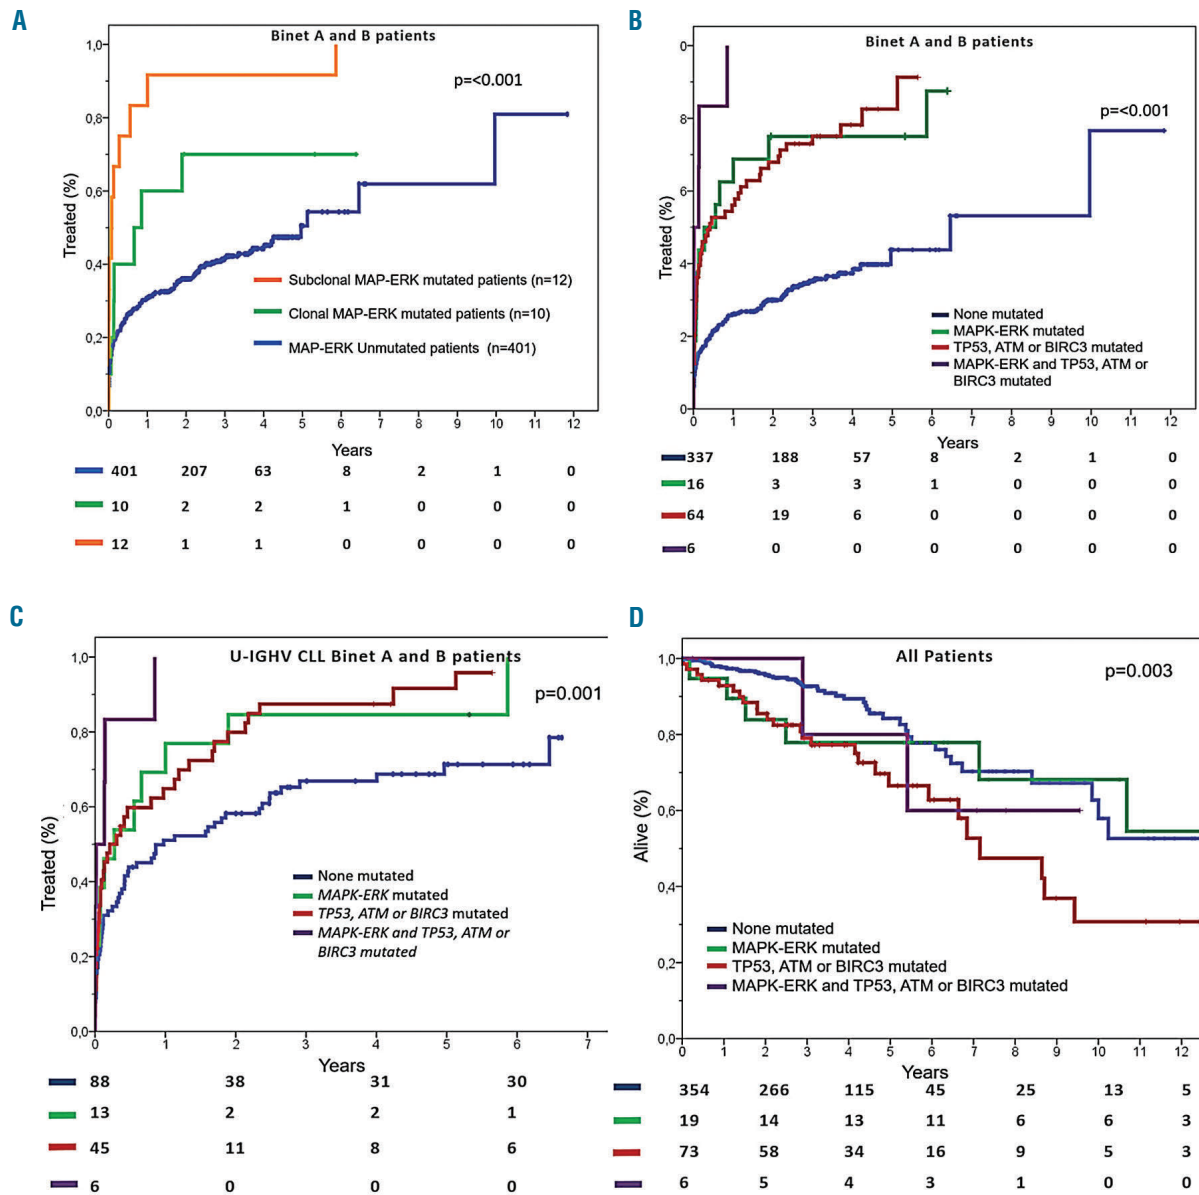 A
Binet A and B patients
p=<0.001
1,0
0,8
0,6
0,4
0,2
0,0
Treated (%)
Subclonal MAP-ERK mutated patients (n=12)
Clonal MAP-ERK mutated patients (n=10)
MAP-ERK Unmutated patients (n=401)
0 1 2 3 4 5 6 7 8 9 10 11 12
Years
401 207 63 8 2 1 0
10 2 2 1 0 0 0
12 1 1 0 0 0 0
B
Binet A and B patients
p=<0.001
0
8
6
4
2
0
Treated (%)
None mutated
MAPK-ERK mutated
TP53, ATM or BIRC3 mutated
MAPK-ERK and TP53, ATM or
BIRC3 mutated
0 1 2 3 4 5 6 7 8 9 10 11 12
Years
337 188 57 8 2 1 0
16 3 3 1 0 0 0
64 19 6 0 0 0 0
6 0 0 0 0 0 0
C
U-IGHV CLL Binet A and B patients
p=0.001
1,0
0,8
0,6
0,4
0,2
0,0
Treated (%)
None mutated
MAPK-ERK mutated
TP53, ATM or BIRC3 mutated
MAPK-ERK and TP53, ATM or
BIRC3 mutated
0 1 2 3 4 5 6 7
Years
88 38 31 30
13 2 2 1
45 11 8 6
6 0 0 0
D
All Patients
p=0.003
1,0
0,8
0,6
0,4
0,2
0,0
Alive (%)
None mutated
MAPK-ERK mutated
TP53, ATM or BIRC3 mutated
MAPK-ERK and TP53, ATM or BIRC3 mutated
0 1 2 3 4 5 6 7 8 9 10 11 12
Years
354 266 115 45 25 13 5
19 14 13 11 6 6 3
73 58 34 16 9 5 3
6 5 4 3 1 0 0